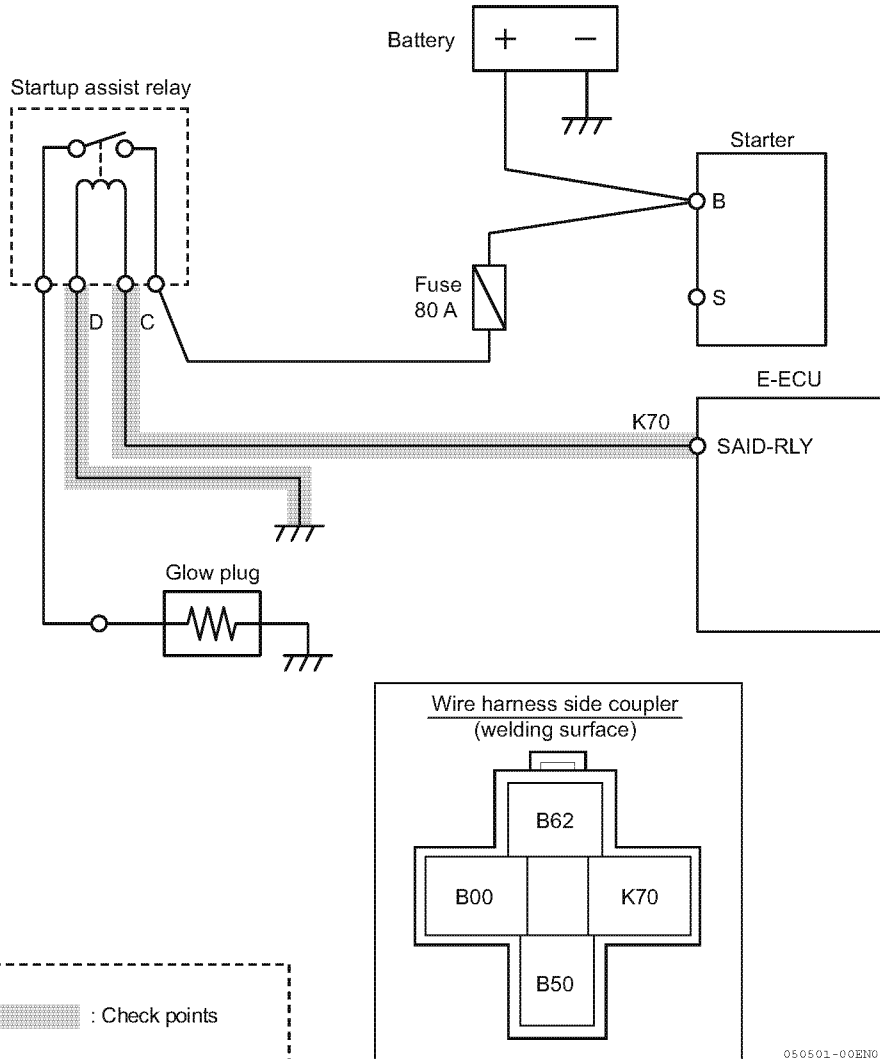 Battery
+ −
Startup assist relay
Starter
B
Fuse
80 A
S
D
C
E-ECU
K70
SAID-RLY
Glow plug
Wire harness side coupler
(welding surface)
B62
B00
K70
B50
: Check points
050501-00EN0